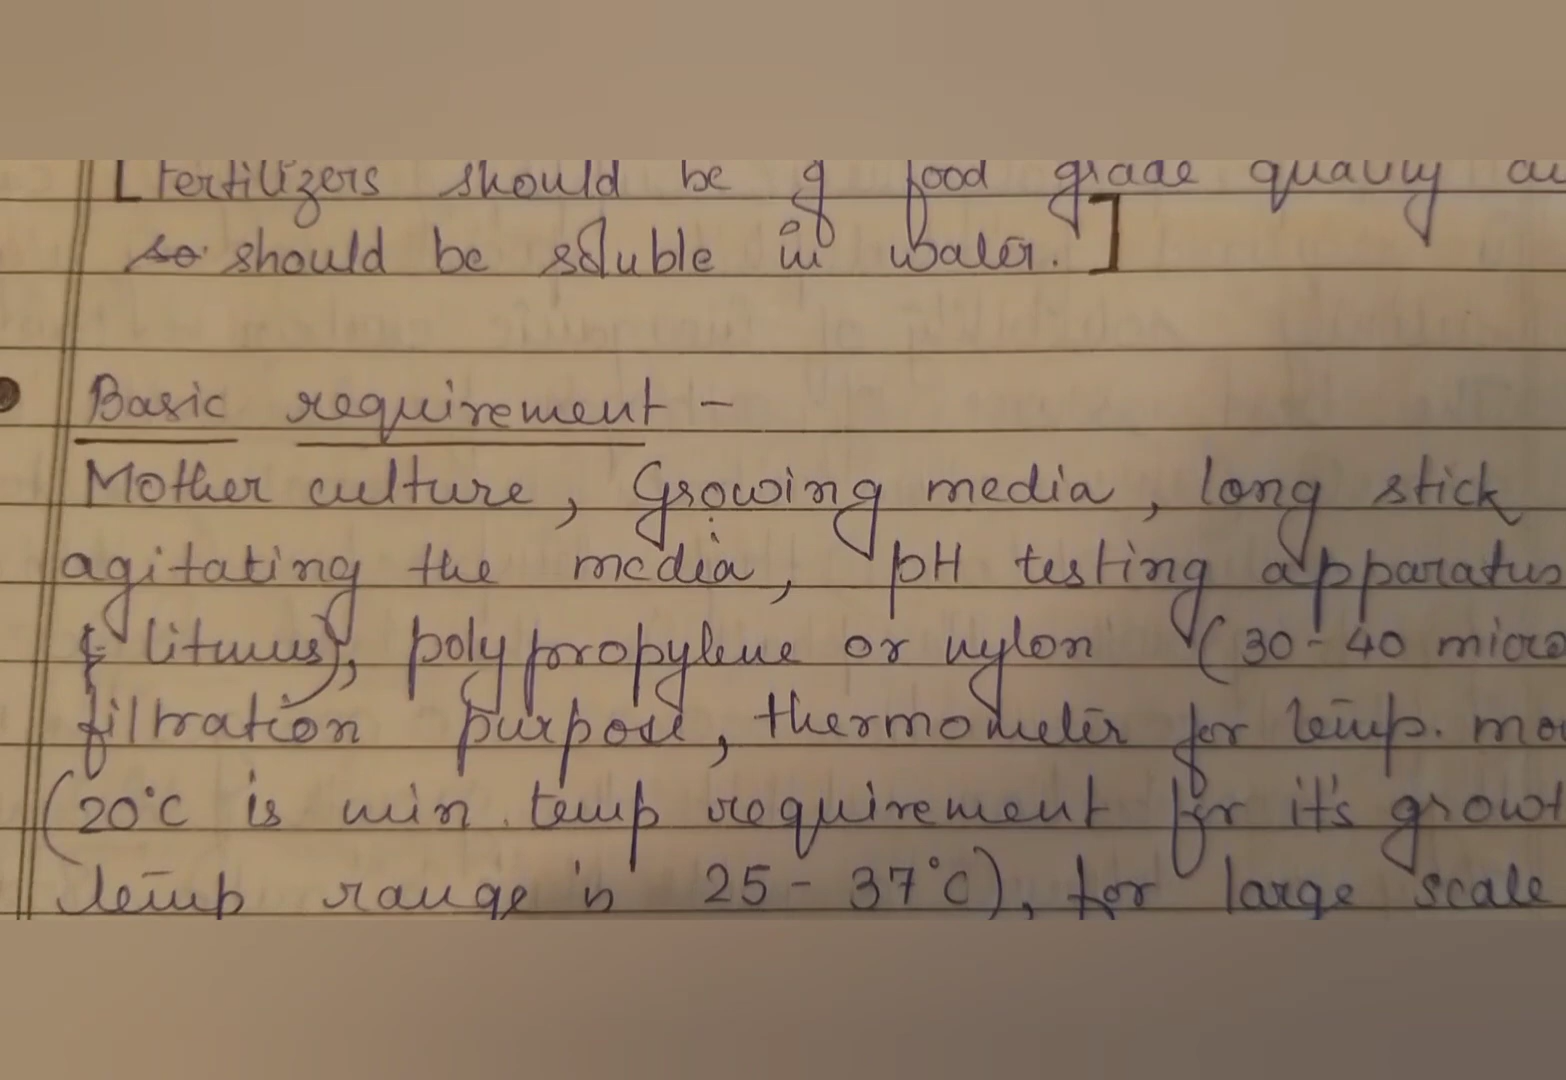 [Fertilizers should be of food grade quality
so should be soluble in water.]
Basic requirement -
Mother culture, Growing media, long stick
agitating the media, pH testing apparatus
litmus), polypropylene or nylon (30-40 micro
filtration purpose, thermometer for temp.
(20°C is min. temp requirement for it's growt
temp range is 25 - 37°C), for large scale